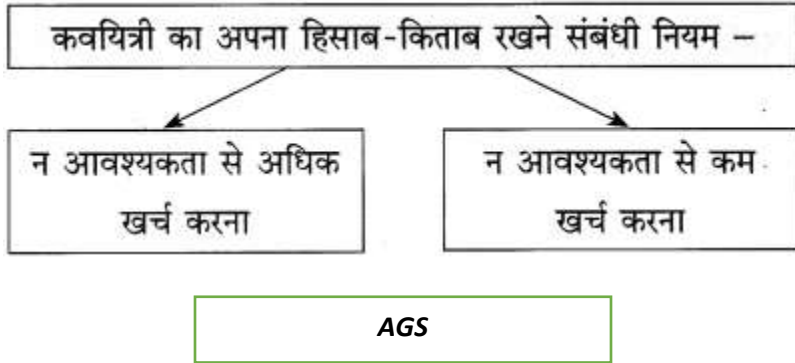 कवयित्री का अपना हिसाब-किताब रखने संबंधी नियम –
न आवश्यकता से अधिक
खर्च करना
न आवश्यकता से कम
खर्च करना
AGS